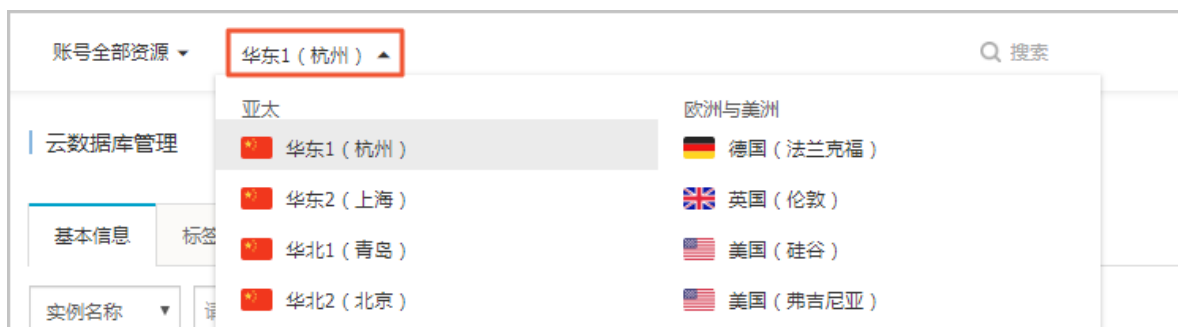 账号全部资源 华东1（杭州） 搜索
亚太 欧洲与美洲
云数据库管理 华东1（杭州） 德国（法兰克福）
华东2（上海） 英国（伦敦）
基本信息 标签 华北1（青岛） 美国（硅谷）
实例名称 请 华北2（北京） 美国（弗吉尼亚）